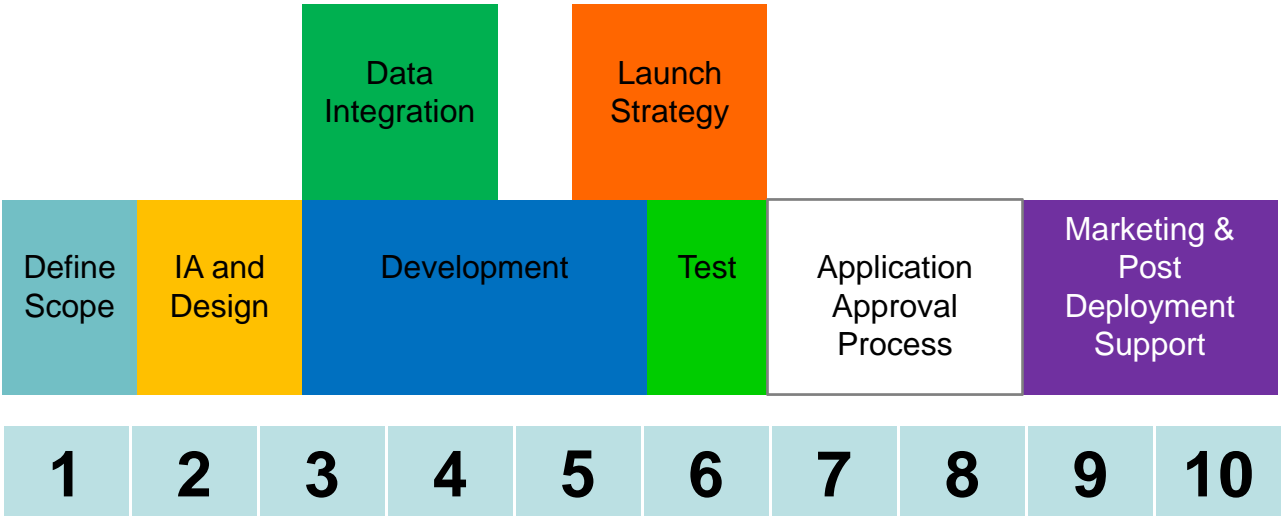 Data
Integration
Launch
Strategy
Define
Scope
IA and
Design
Development
Test
Application
Approval
Process
Marketing &
Post
Deployment
Support
1 2 3 4 5 6 7 8 9 10